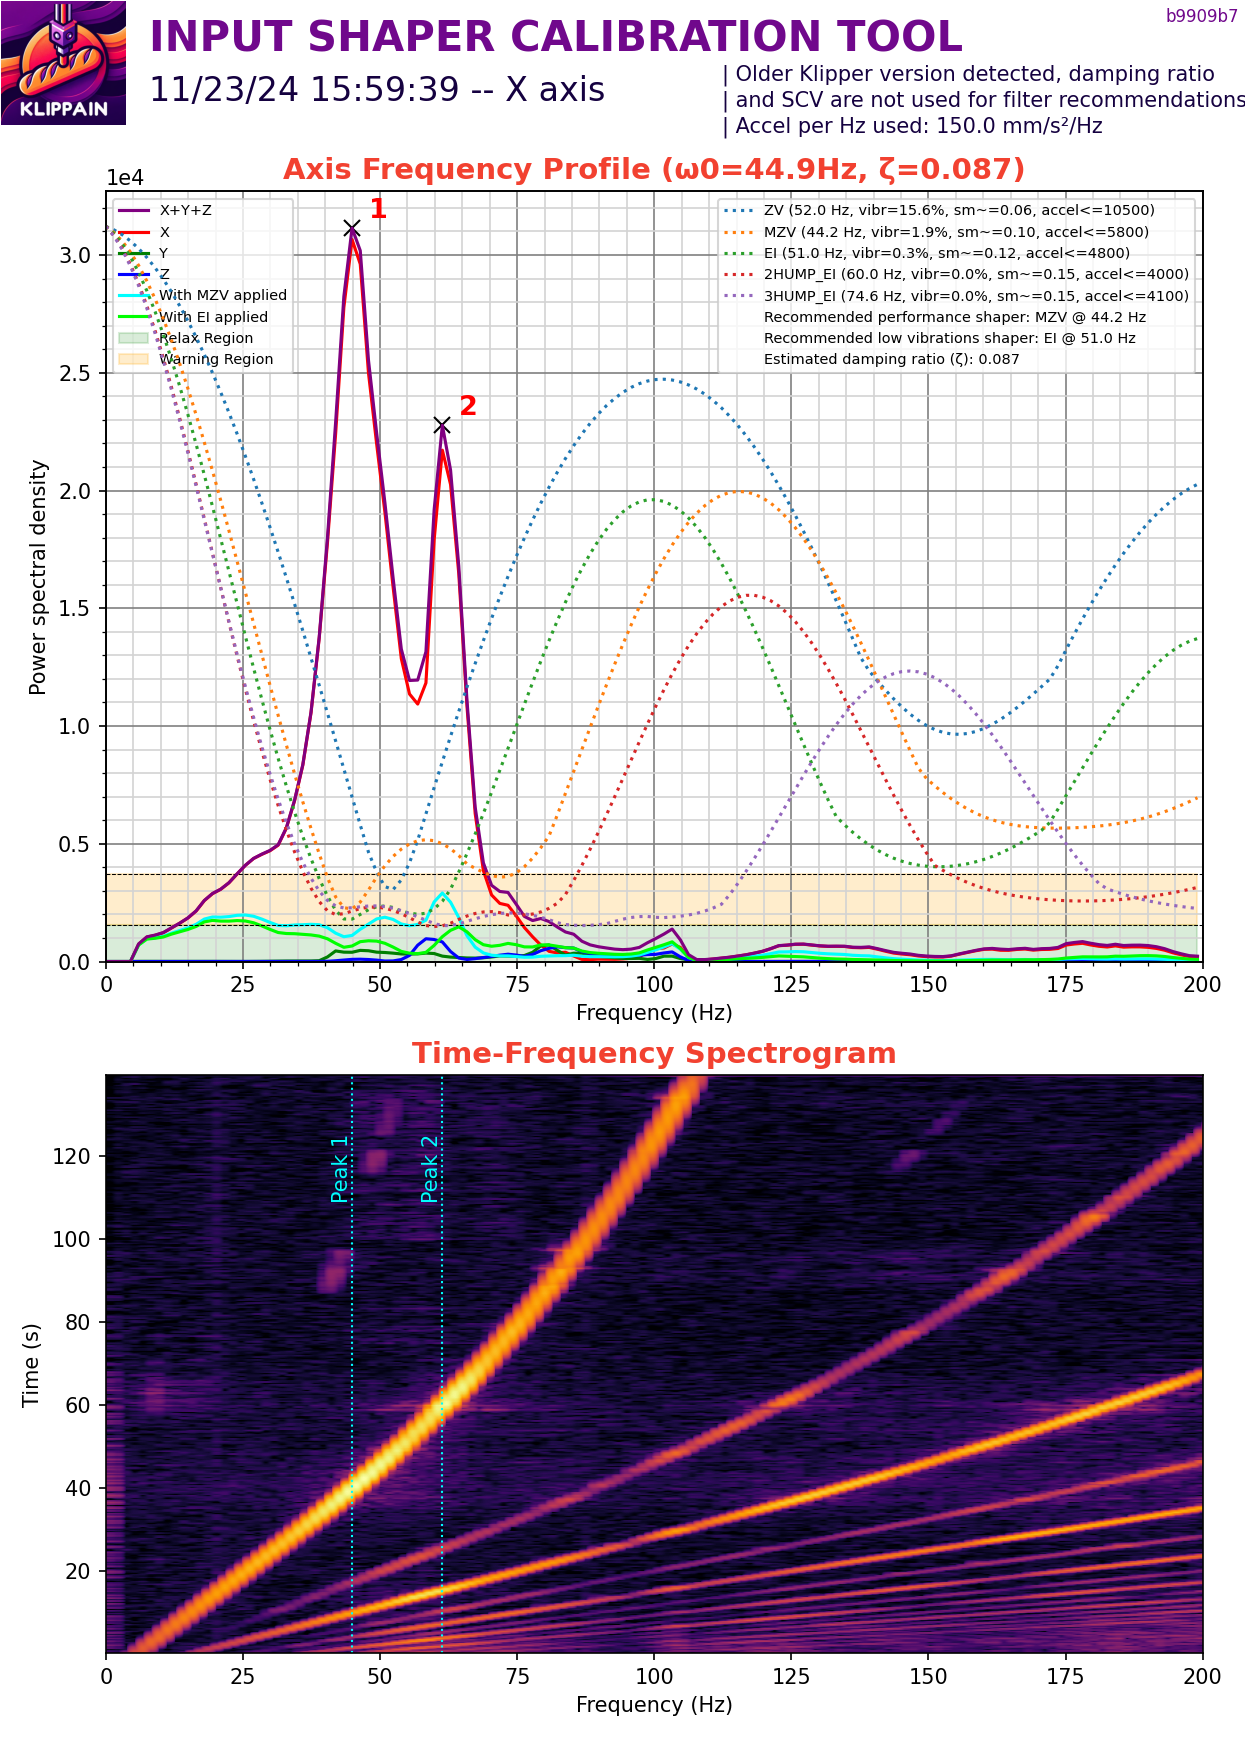 KLIPPAIN
INPUT SHAPER CALIBRATION TOOL
b9909b7
11/23/24 15:59:39 -- X axis
| Older Klipper version detected, damping ratio
| and SCV are not used for filter recommendations
| Accel per Hz used: 150.0 mm/s²/Hz
Axis Frequency Profile (ω0=44.9Hz, ζ=0.087)
1e4
X+Y+Z
X
Y
Z
With MZV applied
With EI applied
Relax Region
Warning Region
1
2
ZV (52.0 Hz, vibr=15.6%, sm~=0.06, accel<=10500)
MZV (44.2 Hz, vibr=1.9%, sm~=0.10, accel<=5800)
EI (51.0 Hz, vibr=0.3%, sm~=0.12, accel<=4800)
2HUMP_EI (60.0 Hz, vibr=0.0%, sm~=0.15, accel<=4000)
3HUMP_EI (74.6 Hz, vibr=0.0%, sm~=0.15, accel<=4100)
Recommended performance shaper: MZV @ 44.2 Hz
Recommended low vibrations shaper: EI @ 51.0 Hz
Estimated damping ratio (ζ): 0.087
Power spectral density
3.0
2.5
2.0
1.5
1.0
0.5
0.0
0 25 50 75 100 125 150 175 200
Frequency (Hz)
Time-Frequency Spectrogram
Peak 1
Peak 2
Time (s)
120
100
80
60
40
20
0 25 50 75 100 125 150 175 200
Frequency (Hz)